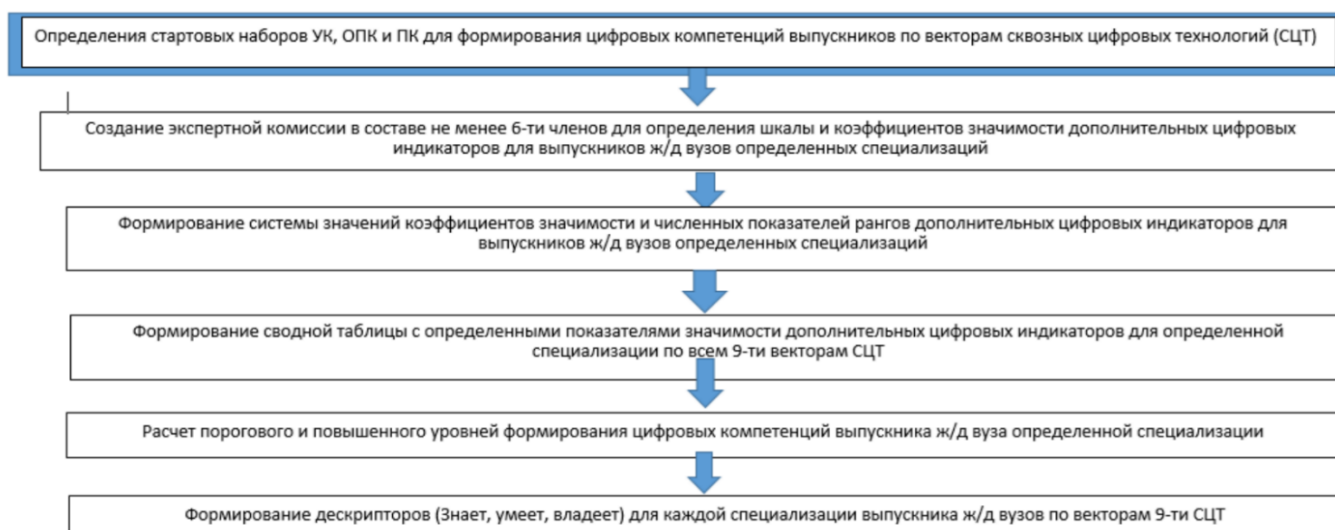 Определения стартовых наборов УК, ОПК и ПК для формирования цифровых компетенций выпускников по векторам сквозных цифровых технологий (СЦТ)
Создание экспертной комиссии в составе не менее 6-ти членов для определения шкалы и коэффициентов значимости дополнительных цифровых
индикаторов для выпускников ж/д вузов определенных специализаций
Формирование системы значений коэффициентов значимости и численных показателей рангов дополнительных цифровых индикаторов для
выпускников ж/д вузов определенных специализаций
Формирование сводной таблицы с определенными показателями значимости дополнительных цифровых индикаторов для определенной
специализации по всем 9-ти векторам СЦТ
Расчет порогового и повышенного уровней формирования цифровых компетенций выпускника ж/д вуза определенной специализации
Формирование дескрипторов (Знает, умеет, владеет) для каждой специализации выпускника ж/д вузов по векторам 9-ти СЦТ